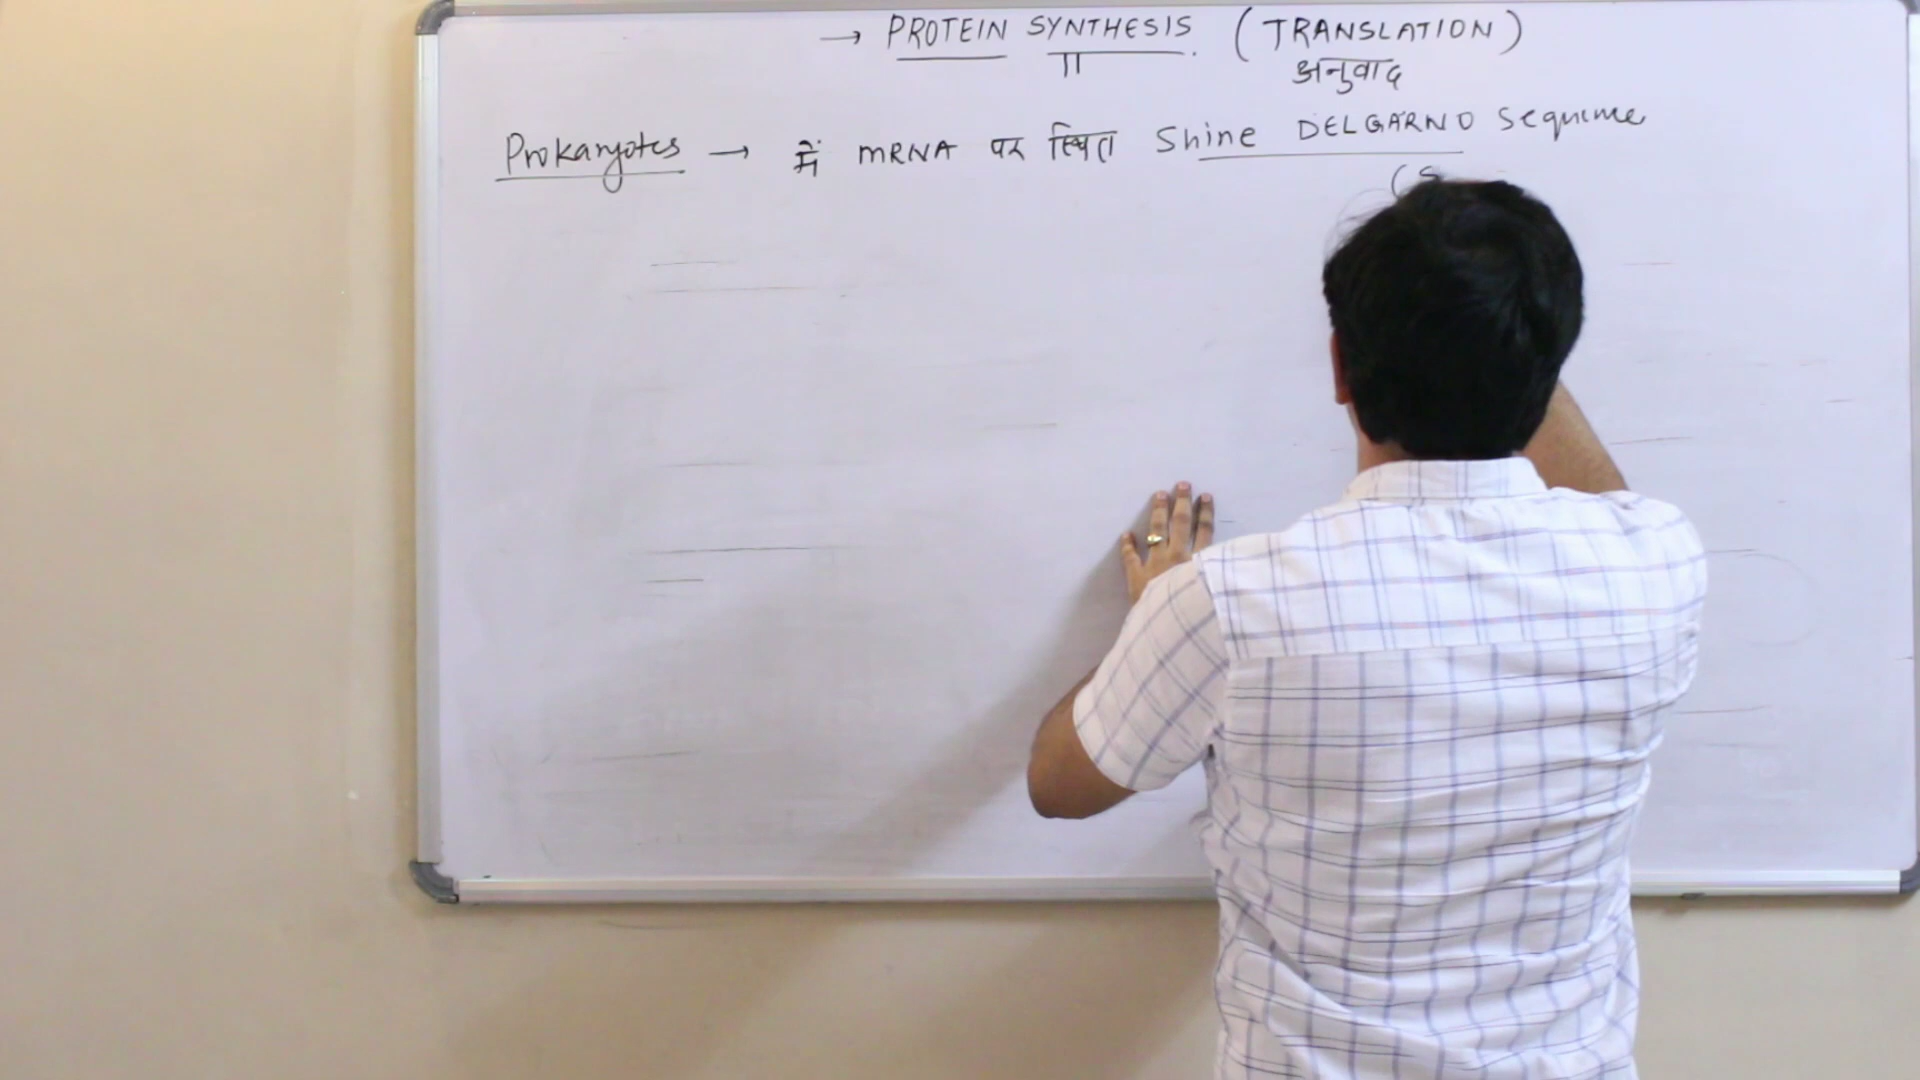 → PROTEIN SYNTHESIS (TRANSLATION)
अनुवाद
Prokaryotes → में mRNA पर स्थित Shine DELGARNO Sequence
(S